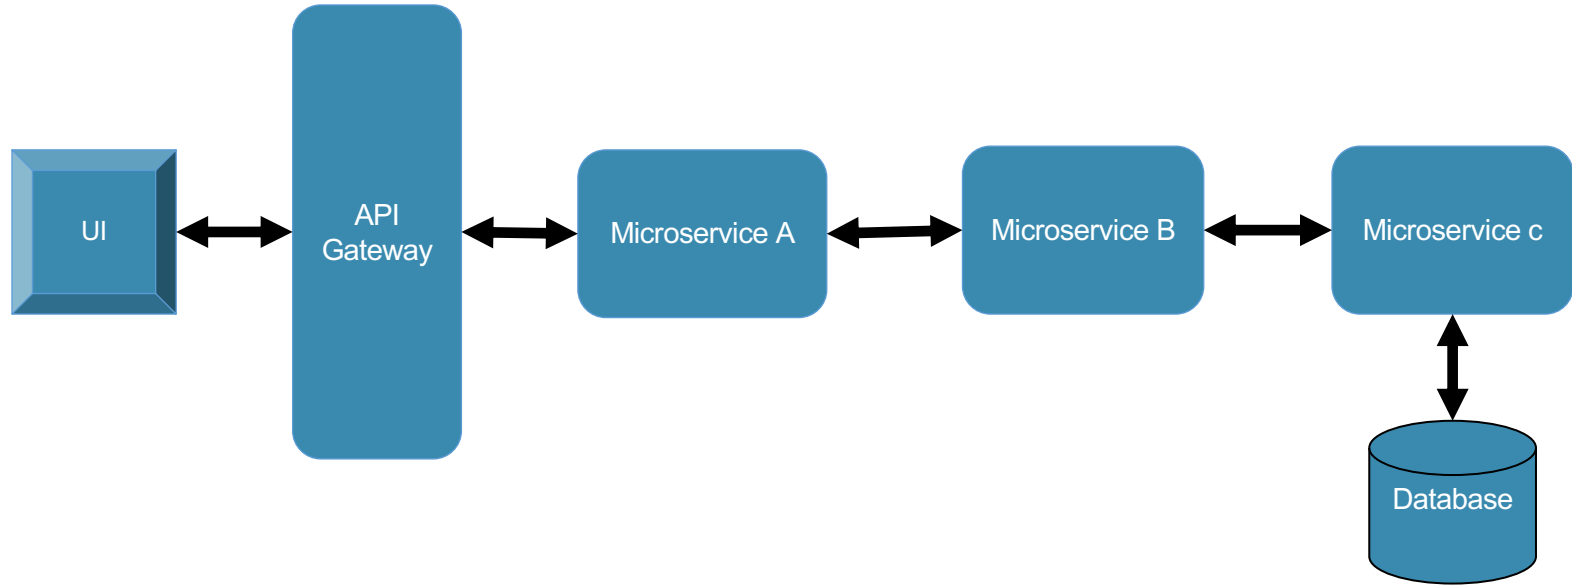 UI
API
Gateway
Microservice A
Microservice B
Microservice c
Database